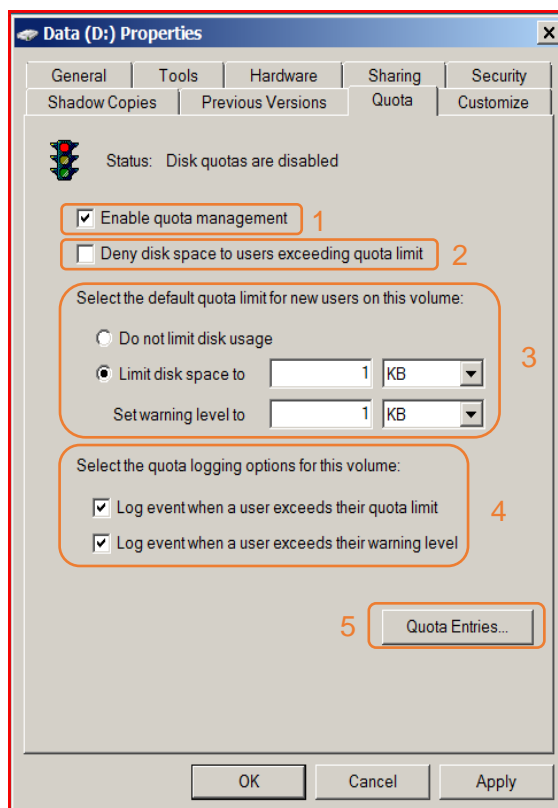 Data (D:) Properties
General Tools Hardware Sharing Security
Shadow Copies Previous Versions Quota Customize
Status: Disk quotas are disabled
Enable quota management 1
Deny disk space to users exceeding quota limit 2
Select the default quota limit for new users on this volume:
Do not limit disk usage
3
Limit disk space to 1 KB
Set warning level to 1 KB
Select the quota logging options for this volume:
Log event when a user exceeds their quota limit
4
Log event when a user exceeds their warning level
5 Quota Entries...
OK Cancel Apply